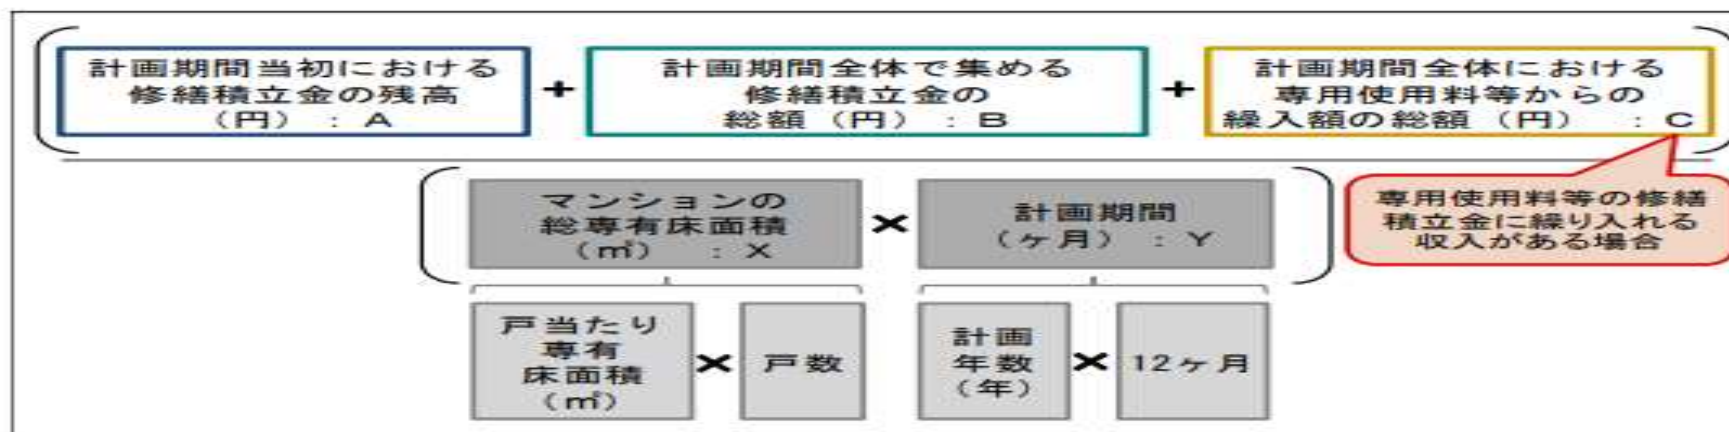 計画期間当初における
修繕積立金の残高
(円) : A
+
計画期間全体で集める
修繕積立金の
総額(円) : B
+
計画期間全体における
専用使用料等からの
繰入額の総額(円) : C
マンションの
総専有床面積
(㎡) : X
×
計画期間
(ヶ月) : Y
専用使用料等の修繕
積立金に繰り入れる
収入がある場合
戸当たり
専有
床面積
(㎡)
×
戸数
計画
年数
(年)
×
12ヶ月